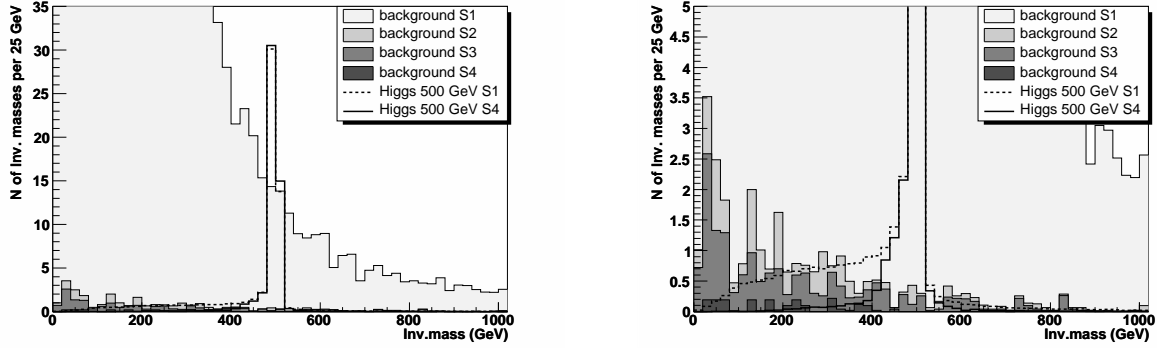 N of Inv. masses per 25 GeV
35
30
25
20
15
10
5
0
0 200 400 600 800 1000
Inv.mass (GeV)
background S1
background S2
background S3
background S4
Higgs 500 GeV S1
Higgs 500 GeV S4
N of Inv. masses per 25 GeV
5
4.5
4
3.5
3
2.5
2
1.5
1
0.5
0
0 200 400 600 800 1000
Inv.mass (GeV)
background S1
background S2
background S3
background S4
Higgs 500 GeV S1
Higgs 500 GeV S4